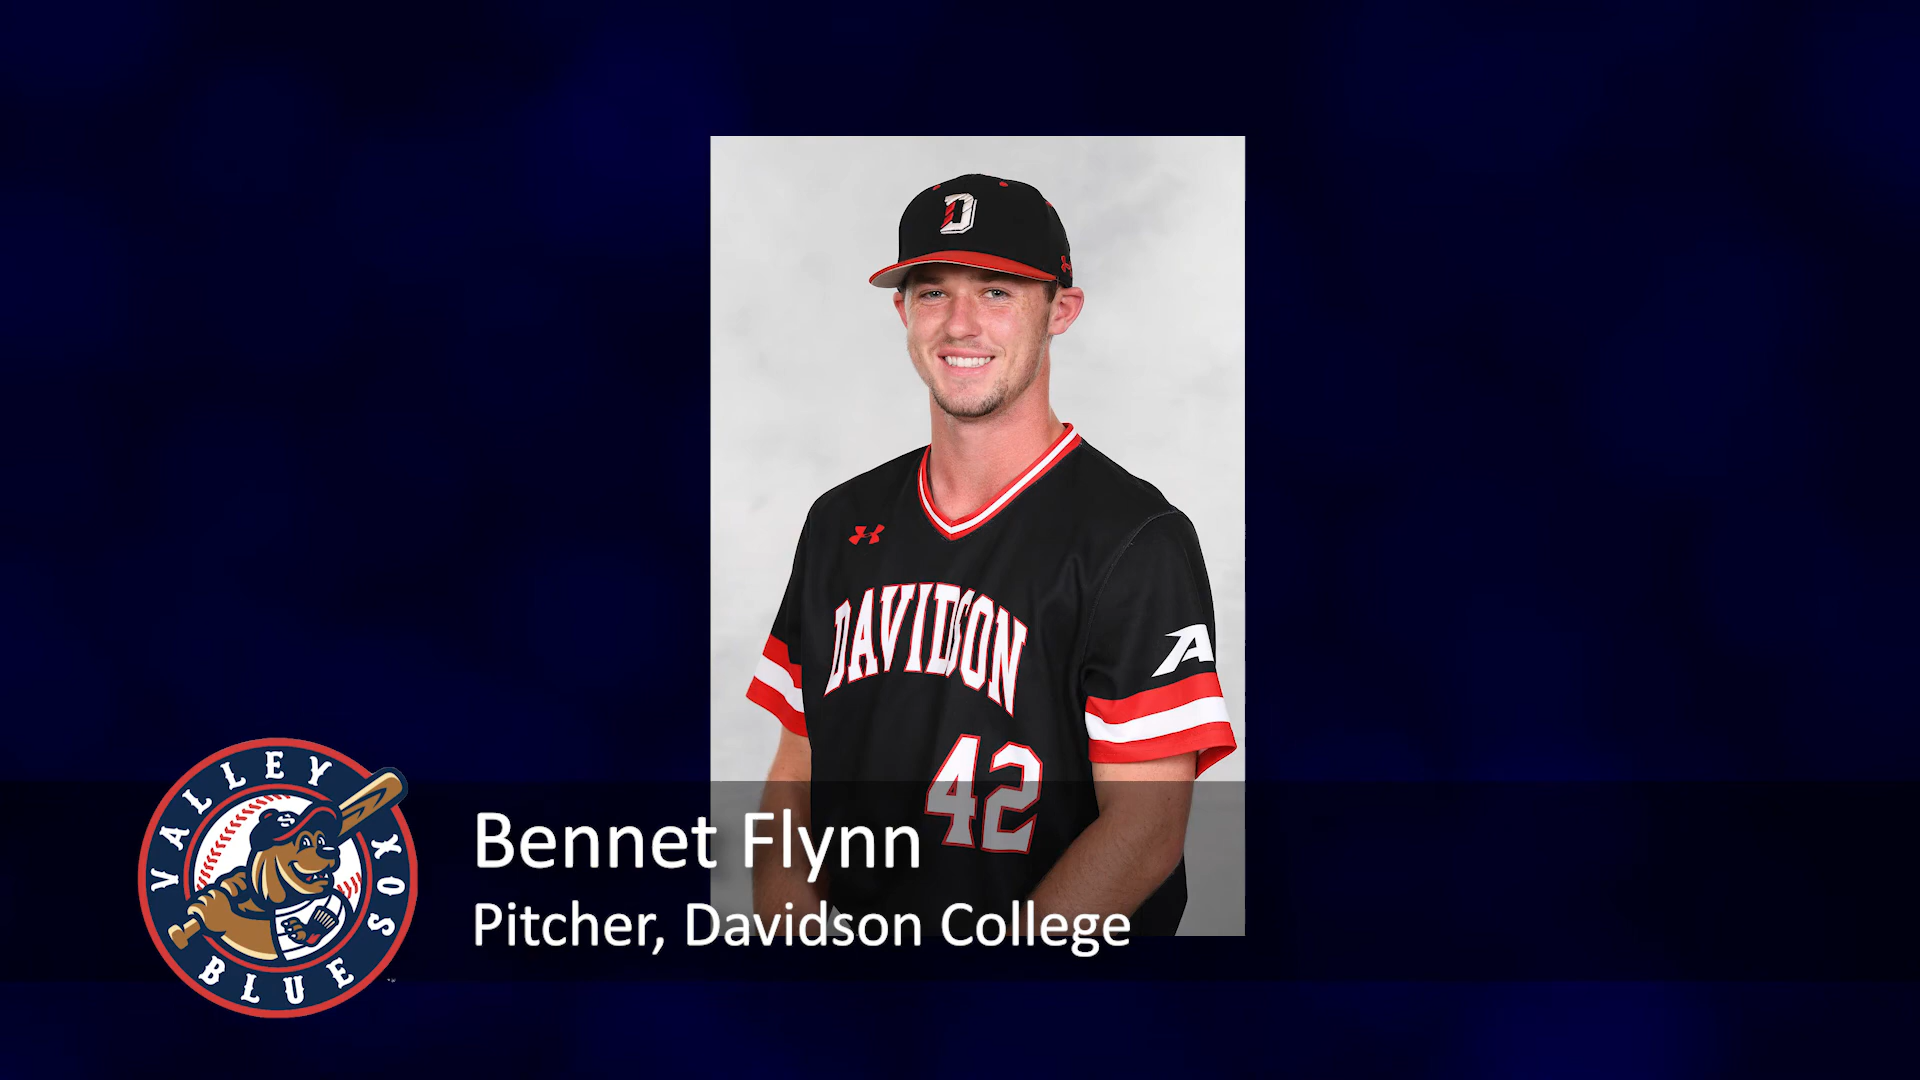 D
DAVIDSON
A
42
VALLEY BLUE SOX
S
Bennet Flynn
Pitcher, Davidson College